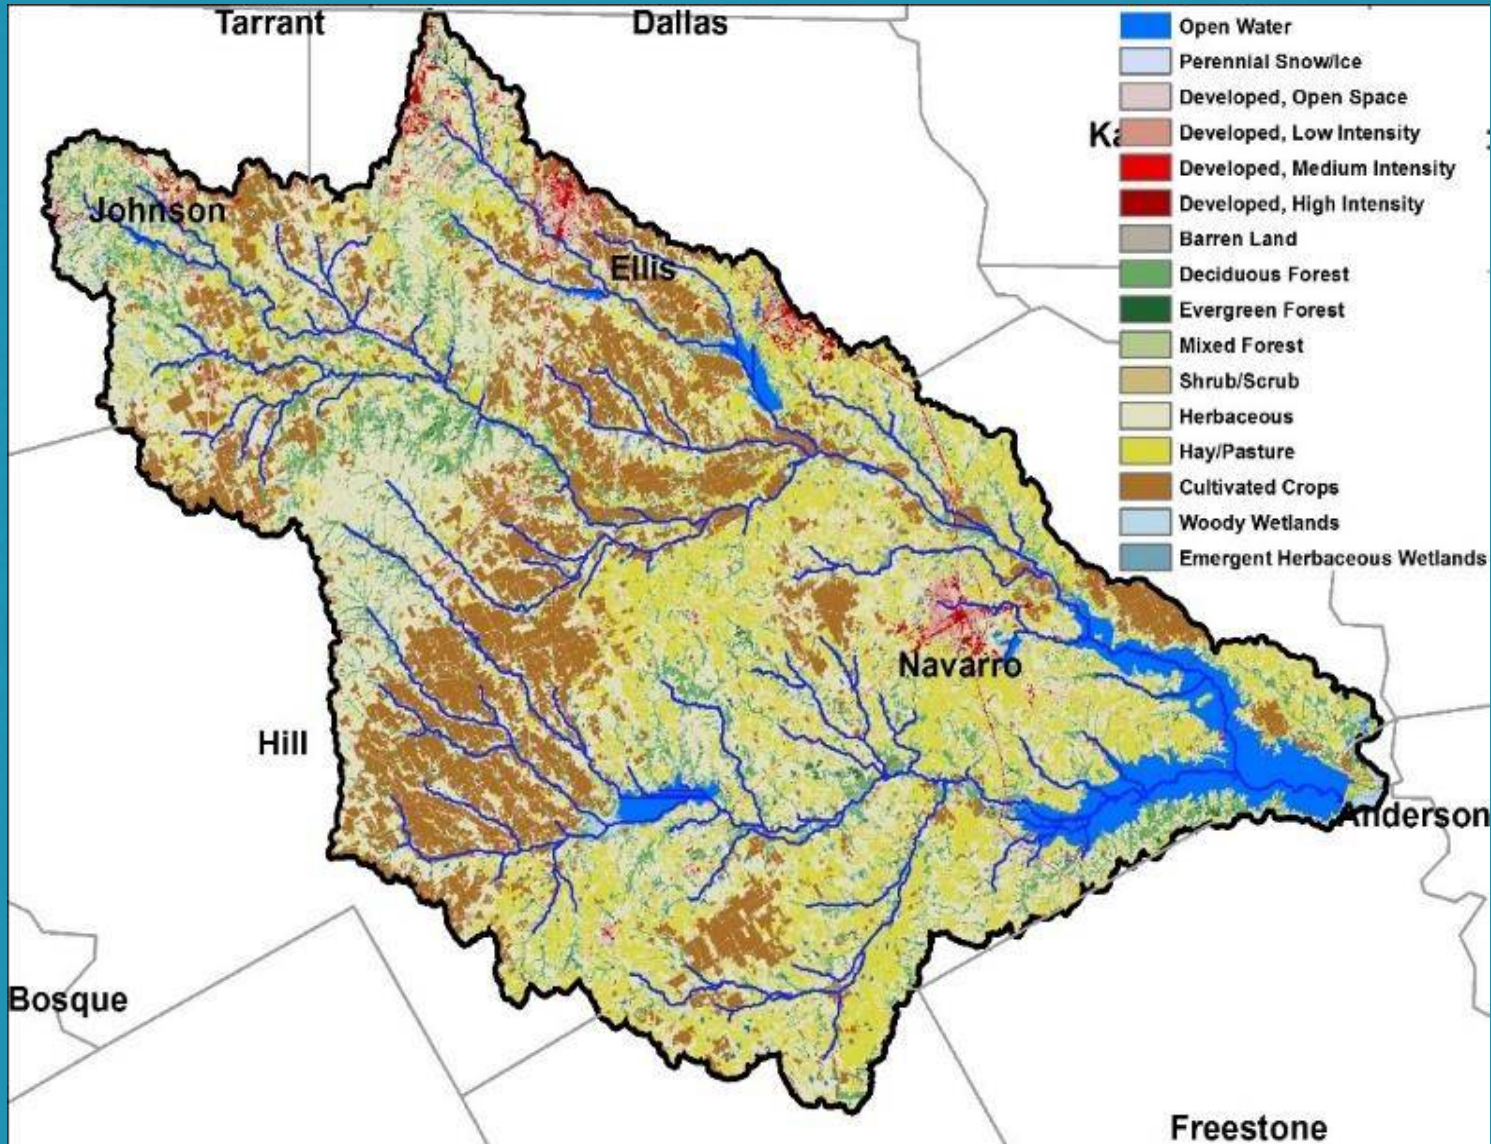 Tarrant
Dallas
Johnson
Ellis
Navarro
Hill
Anderson
Bosque
Freestone
Open Water
Perennial Snow/Ice
Developed, Open Space
Developed, Low Intensity
Developed, Medium Intensity
Developed, High Intensity
Barren Land
Deciduous Forest
Evergreen Forest
Mixed Forest
Shrub/Scrub
Herbaceous
Hay/Pasture
Cultivated Crops
Woody Wetlands
Emergent Herbaceous Wetlands